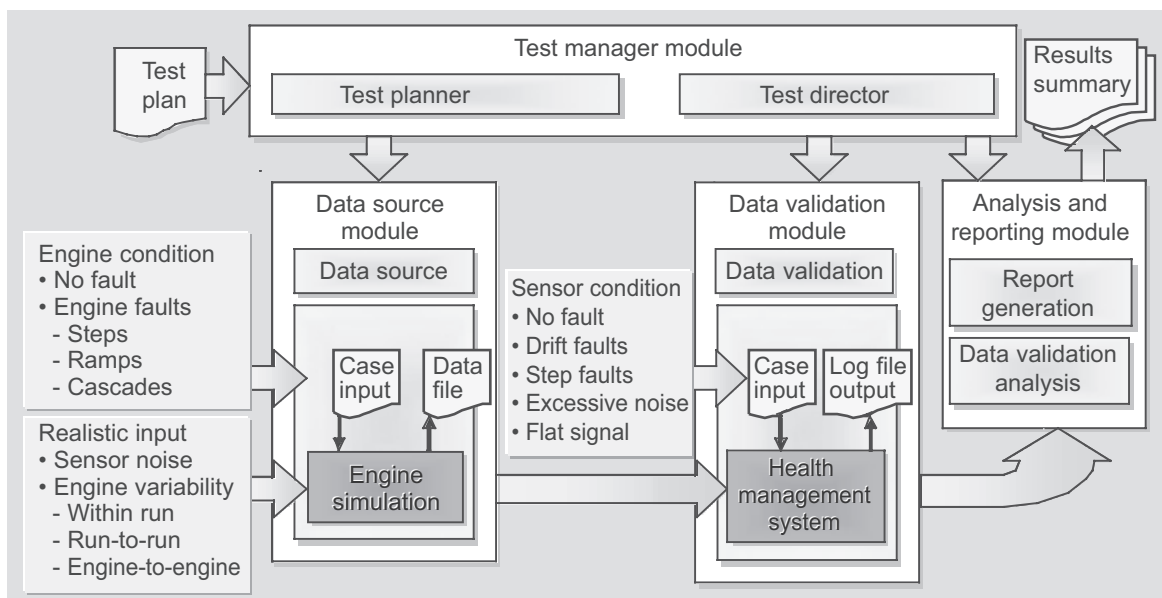 Test manager module
Test
plan
Test planner
Test director
Results
summary
Data source
module
Data source
Engine condition
• No fault
• Engine faults
- Steps
- Ramps
- Cascades
Case
input
Data
file
Realistic input
• Sensor noise
• Engine variability
- Within run
- Run-to-run
- Engine-to-engine
Engine
simulation
Sensor condition
• No fault
• Drift faults
• Step faults
• Excessive noise
• Flat signal
Data validation
module
Data validation
Case
input
Log file
output
Health
management
system
Analysis and
reporting module
Report
generation
Data validation
analysis